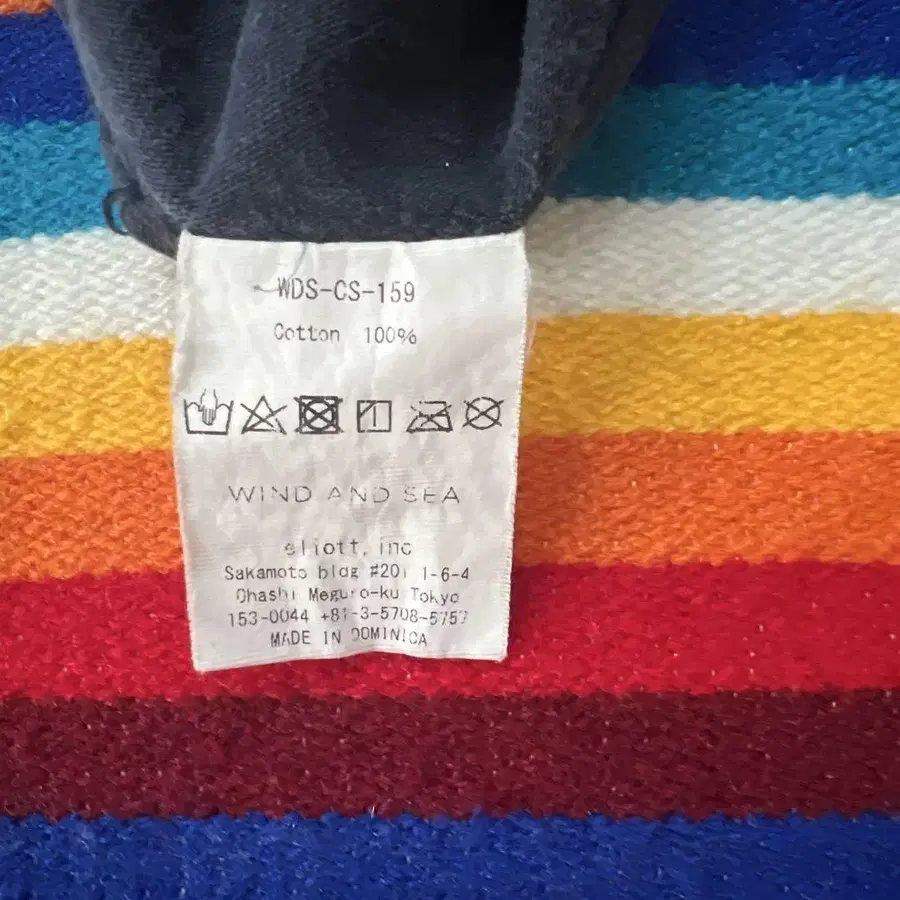 WDS-CS-159
Cotton 100%
WIND AND SEA
eliott, inc
Sakamoto bldg #201 1-6-4
Ohashi Meguro-ku Tokyo
153-0044 +81-3-5708-5757
MADE IN DOMINICA